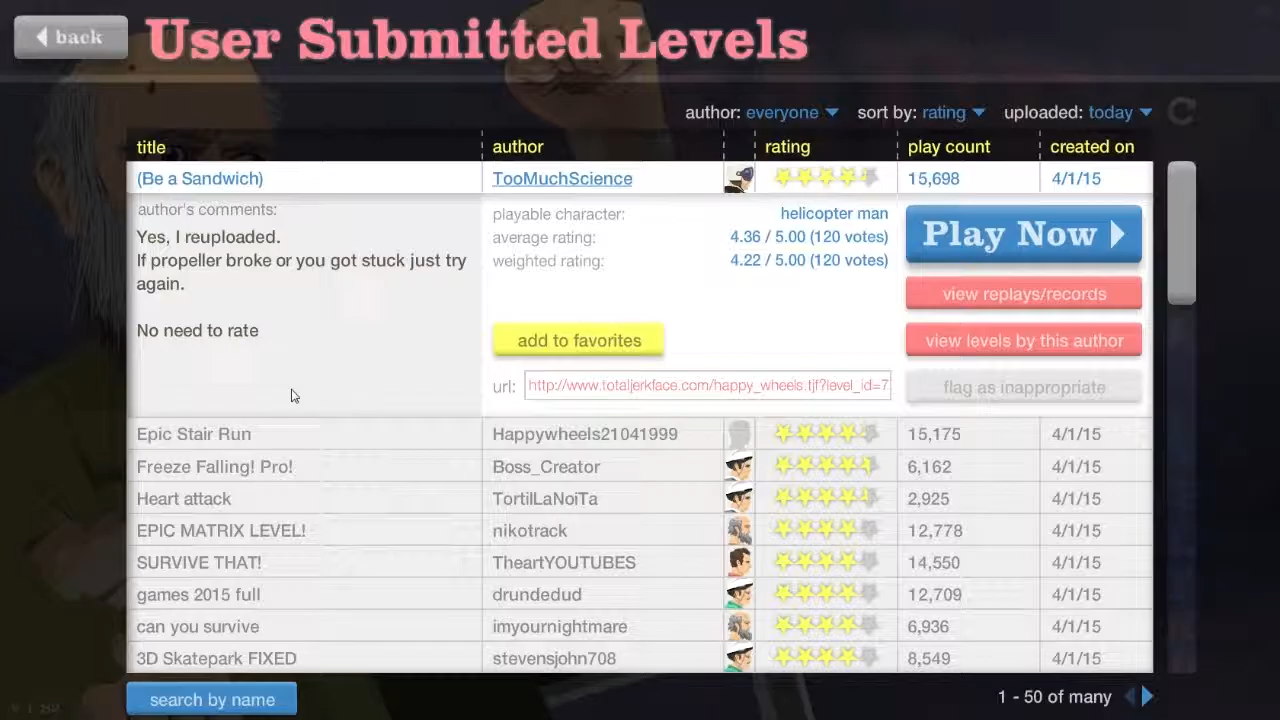 back
User Submitted Levels
author: everyone sort by: rating uploaded: today
title author rating play count created on
(Be a Sandwich) TooMuchScience 15,698 4/1/15
author's comments:
Yes, I reuploaded.
If propeller broke or you got stuck just try
again.
No need to rate
playable character: helicopter man
average rating: 4.36 / 5.00 (120 votes)
weighted rating: 4.22 / 5.00 (120 votes)
add to favorites
url: http://www.totaljerkface.com/happy_wheels.tjf?level_id=7
Play Now
view replays/records
view levels by this author
flag as inappropriate
Epic Stair Run Happywheels21041999 15,175 4/1/15
Freeze Falling! Pro! Boss_Creator 6,162 4/1/15
Heart attack TortilLaNoiTa 2,925 4/1/15
EPIC MATRIX LEVEL! nikotrack 12,778 4/1/15
SURVIVE THAT! TheartYOUTUBES 14,550 4/1/15
games 2015 full drundedud 12,709 4/1/15
can you survive imyournightmare 6,936 4/1/15
3D Skatepark FIXED stevensjohn708 8,549 4/1/15
search by name
1 - 50 of many